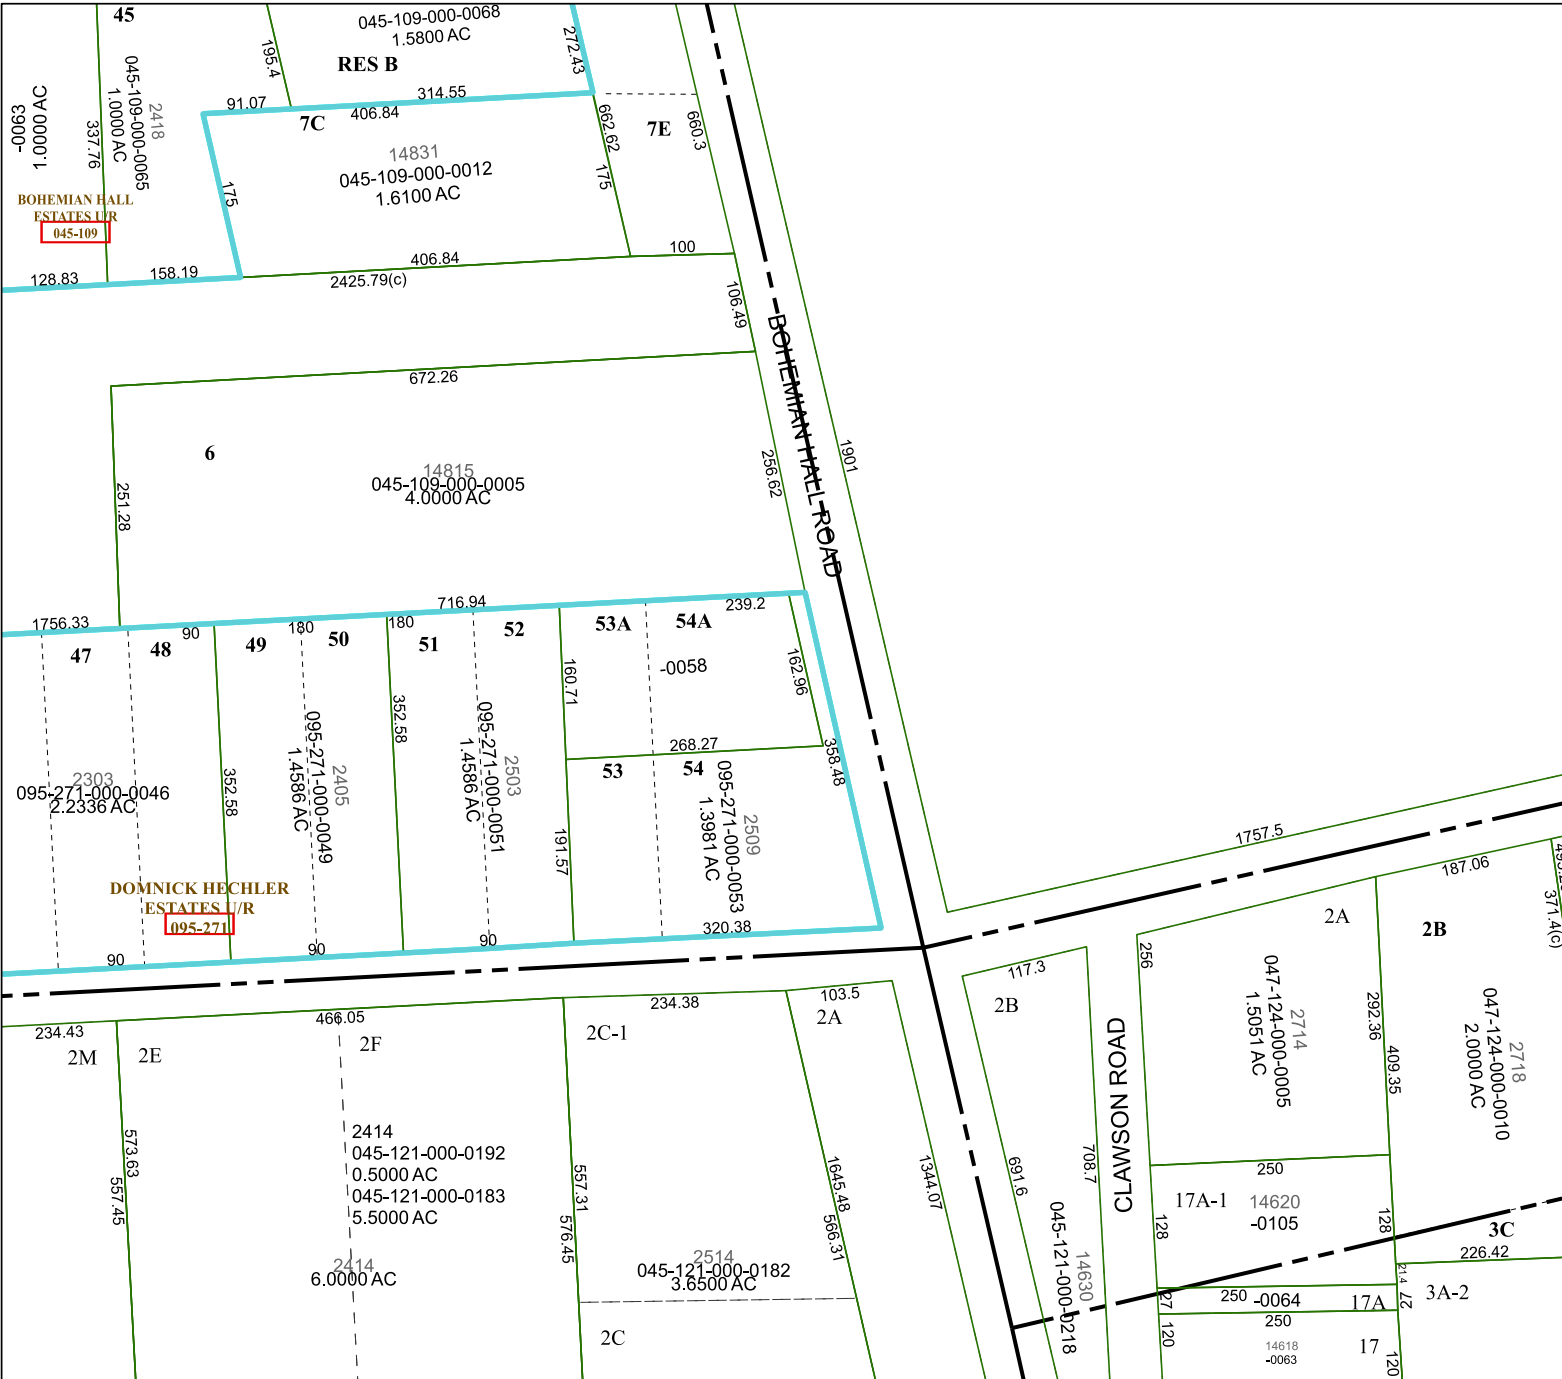 45
045-109-000-0068
1.5800 AC
272.43
195.4
RES B
-0063
1.0000 AC
337.76
2418
045-109-000-0065
1.0000 AC
91.07
314.55
406.84
7C
14831
045-109-000-0012
1.6100 AC
662.62
175
7E
660.3
175
BOHEMIAN HALL
ESTATES U/R
045-109
128.83
158.19
406.84
2425.79(c)
100
106.49
BOHEMIAN HALL ROAD
1901
672.26
6
14815
045-109-000-0005
4.0000 AC
251.28
256.62
1756.33
90
180
716.94
180
239.2
47
48
49
50
51
52
53A
54A
-0058
160.71
162.96
352.58
268.27
358.48
53
54
2303
095-271-000-0046
2.2336 AC
352.58
2405
095-271-000-0049
1.4586 AC
2503
095-271-000-0051
1.4586 AC
191.57
2509
095-271-000-0053
1.3981 AC
DOMNICK HECHLER
ESTATES U/R
095-271
90
90
90
320.38
1757.5
187.06
371.4(c)
2A
2B
256
292.36
409.35
2714
047-124-000-0005
1.5051 AC
2718
047-124-000-0010
2.0000 AC
117.3
2B
CLAWSON ROAD
708.7
691.6
234.43
466.05
234.38
103.5
2M
2E
2F
2C-1
2A
573.63
557.45
2414
045-121-000-0192
0.5000 AC
045-121-000-0183
5.5000 AC
2414
6.0000 AC
557.31
576.45
1645.48
566.31
1344.07
2514
045-121-000-0182
3.6500 AC
2C
14630
045-121-000-0218
250
17A-1
14620
-0105
128
128
3C
226.42
21.4
27
250
-0064
17A
27
3A-2
250
120
14618
-0063
17
120